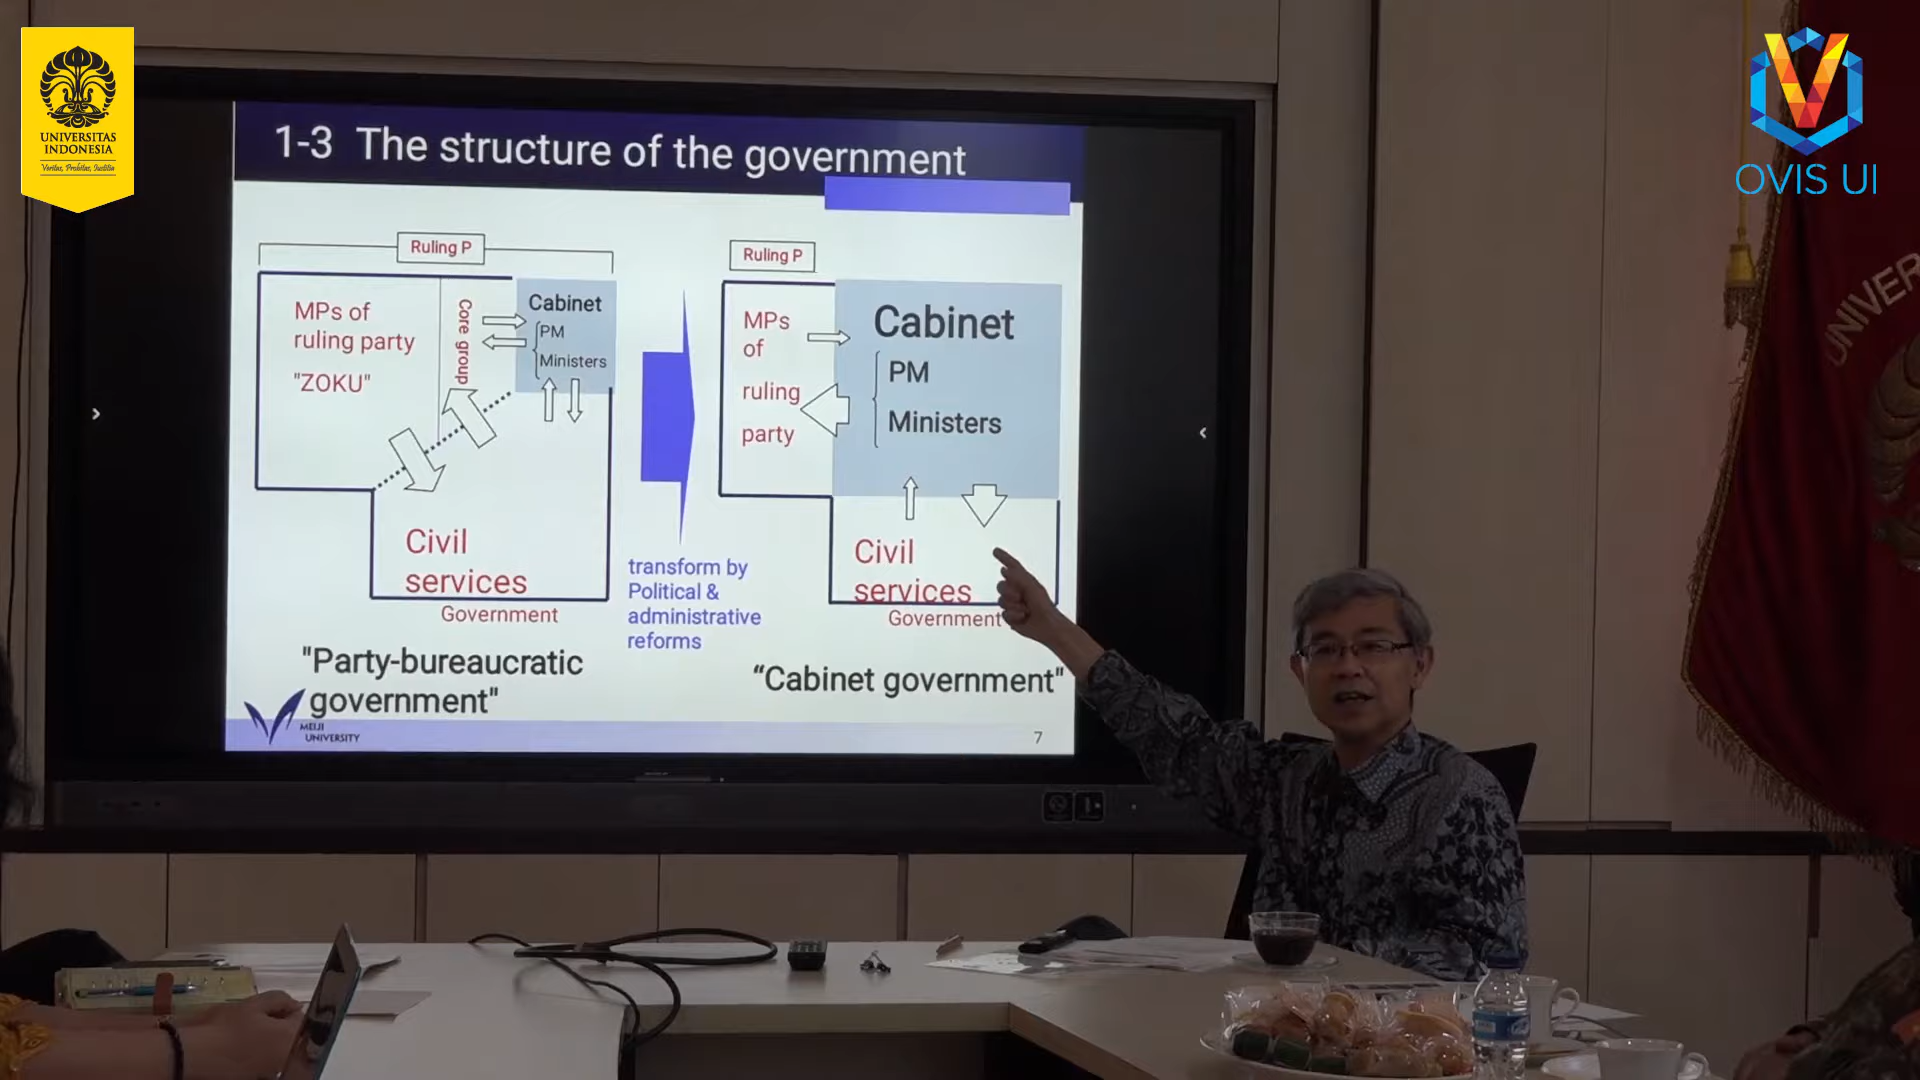 UNIVERSITAS
INDONESIA
Veritas, Probitas, Iustitia
OVIS UI
1-3 The structure of the government
Ruling P
MPs of
ruling party
"ZOKU"
Core group
Cabinet
PM
Ministers
Civil
services
Government
"Party-bureaucratic
government"
transform by
Political &
administrative
reforms
Ruling P
MPs
of
ruling
party
Cabinet
PM
Ministers
Civil
services
Government
“Cabinet government"
MEIJI
UNIVERSITY
7